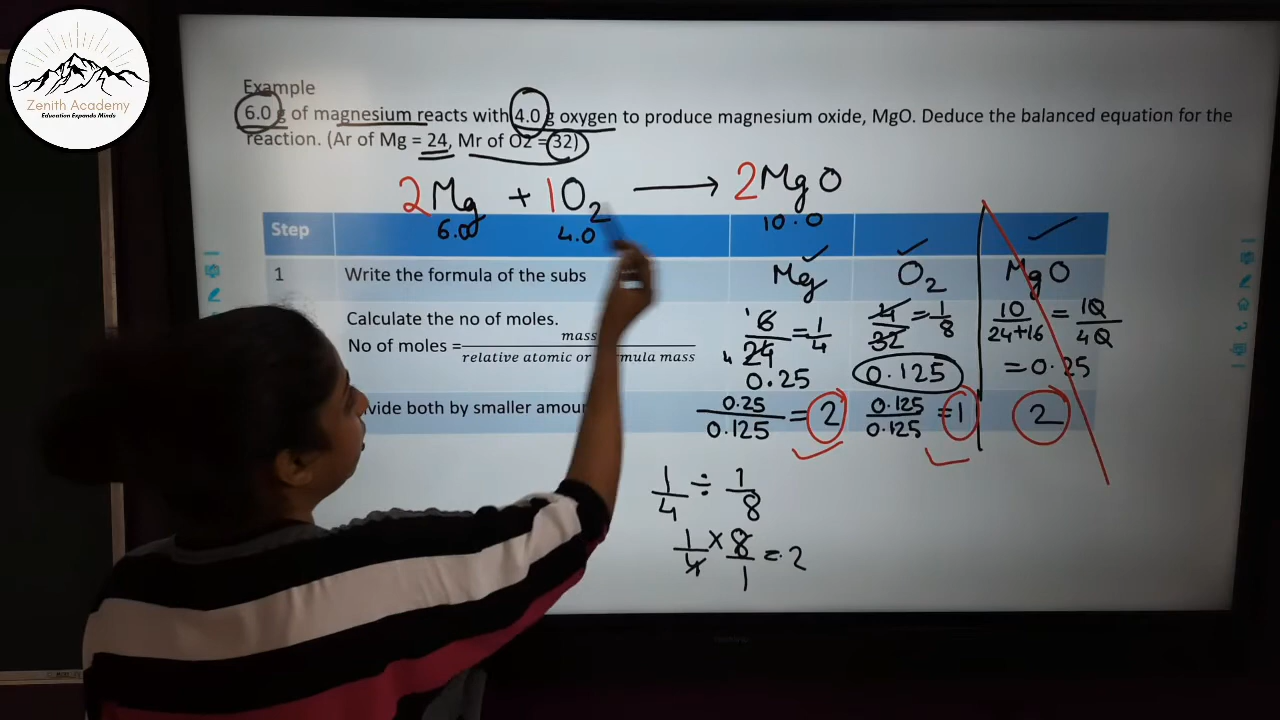 Zenith Academy
Education Expands Minds
Example
6.0 g of magnesium reacts with 4.0 g oxygen to produce magnesium oxide, MgO. Deduce the balanced equation for the
reaction. (Ar of Mg = 24, Mr of O2 = 32)
2Mg + 1O₂ ⟶ 2MgO
6.0 4.0 10.0
Step
1 Write the formula of the subs Mg O₂ MgO
Calculate the no of moles. 6/24 = 1/4 4/32 = 1/8 10/24+16 = 10/40
No of moles = mass / relative atomic or formula mass
0.25 0.125 = 0.25
Divide both by smaller amou 0.25/0.125 = 2 0.125/0.125 = 1 2
1/4 ÷ 1/8
1/4 × 8/1 = 2